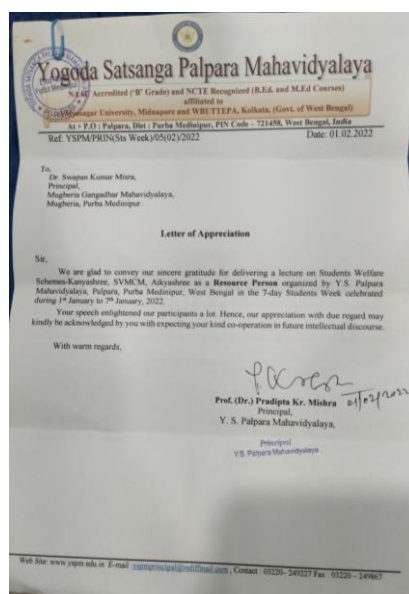 Yogoda Satsanga Palpara Mahavidyalaya
NAAC Accredited ('B' Grade) and NCTE Recognized (B.Ed. and M.Ed Courses)
affiliated to
University, Midnapore and WBUTTEPA, Kolkata, (Govt. of West Bengal)
At + P.O : Palpara, Dist : Purba Medinipur, PIN Code - 721458, West Bengal, India
Ref: YSPM/PRIN(Sts Week)/05(02)/2022 Date: 01.02.2022
To,
Dr. Swapan Kumar Misra,
Principal,
Mugberia Gangadhar Mahavidyalaya,
Mugberia, Purba Medinipur.
Letter of Appreciation
Sir,
We are glad to convey our sincere gratitude for delivering a lecture on Students Welfare
Schemes-Kanyashree, SVMCM, Aikyashree as a Resource Person organized by Y.S. Palpara
Mahavidyalaya, Palpara, Purba Medinipur, West Bengal in the 7-day Students Week celebrated
during 1st January to 7th January, 2022.
Your speech enlightened our participants a lot. Hence, our appreciation with due regard may
kindly be acknowledged by you with expecting your kind co-operation in future intellectual discourse.
With warm regards,
Prof. (Dr.) Pradipta Kr. Mishra 01/02/2022
Principal,
Y. S. Palpara Mahavidyalaya,
Principal
Y.S. Palpara Mahavidyalaya
Web Site: www.yspm.edu.in E-mail :yspmprincipal@rediffmail.com , Contact : 03220- 249227 Fax : 03220 - 249867